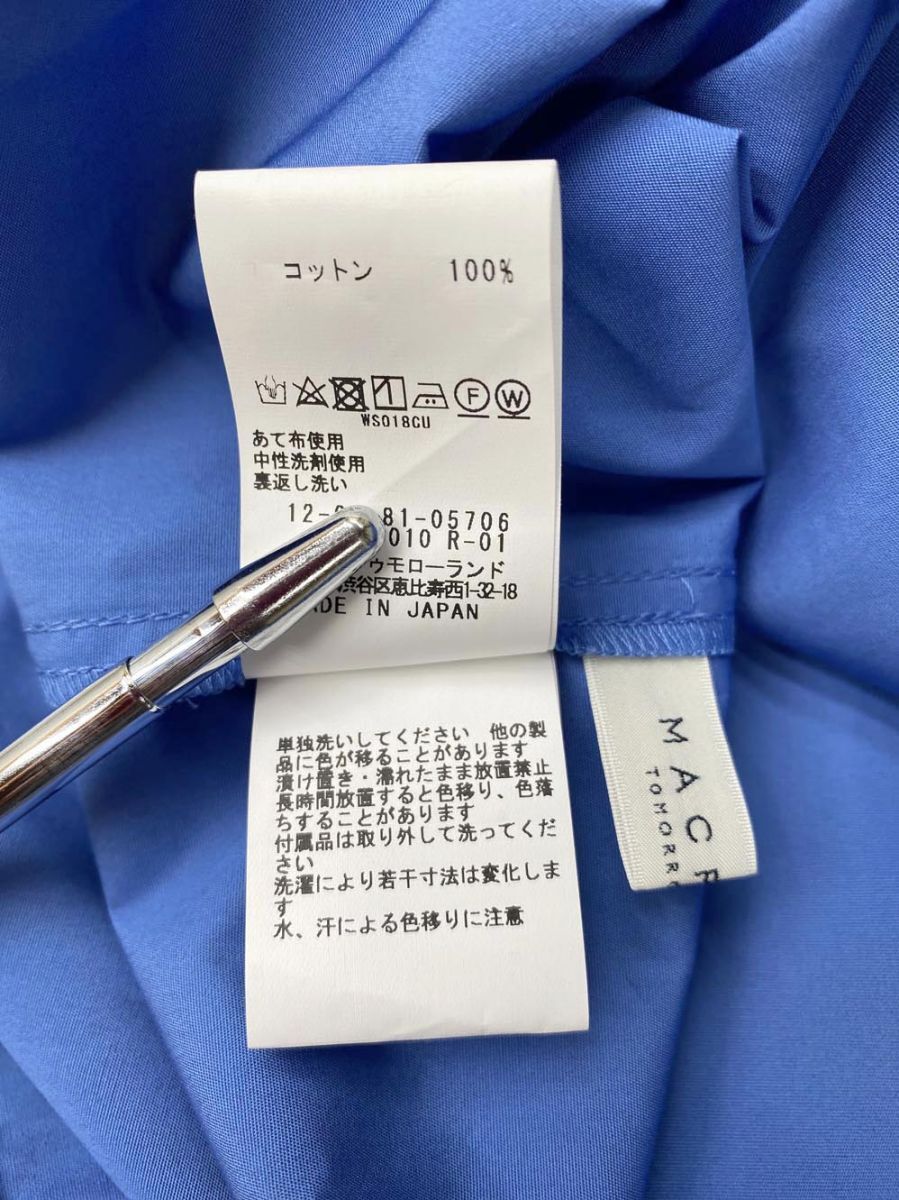 コットン 100%
1 F W
WS018CU
あて布使用
中性洗剤使用
裏返し洗い
12-0 81-05706
010 R-01
ゥモローランド
渋谷区恵比寿西1-32-18
DE IN JAPAN
単独洗いしてください 他の製
品に色が移ることがあります
漬け置き・濡れたまま放置禁止
長時間放置すると色移り、色落
ちすることがあります
付属品は取り外して洗ってくだ
さい
洗濯により若干寸法は変化しま
す
水、汗による色移りに注意
MACP
TOMORR